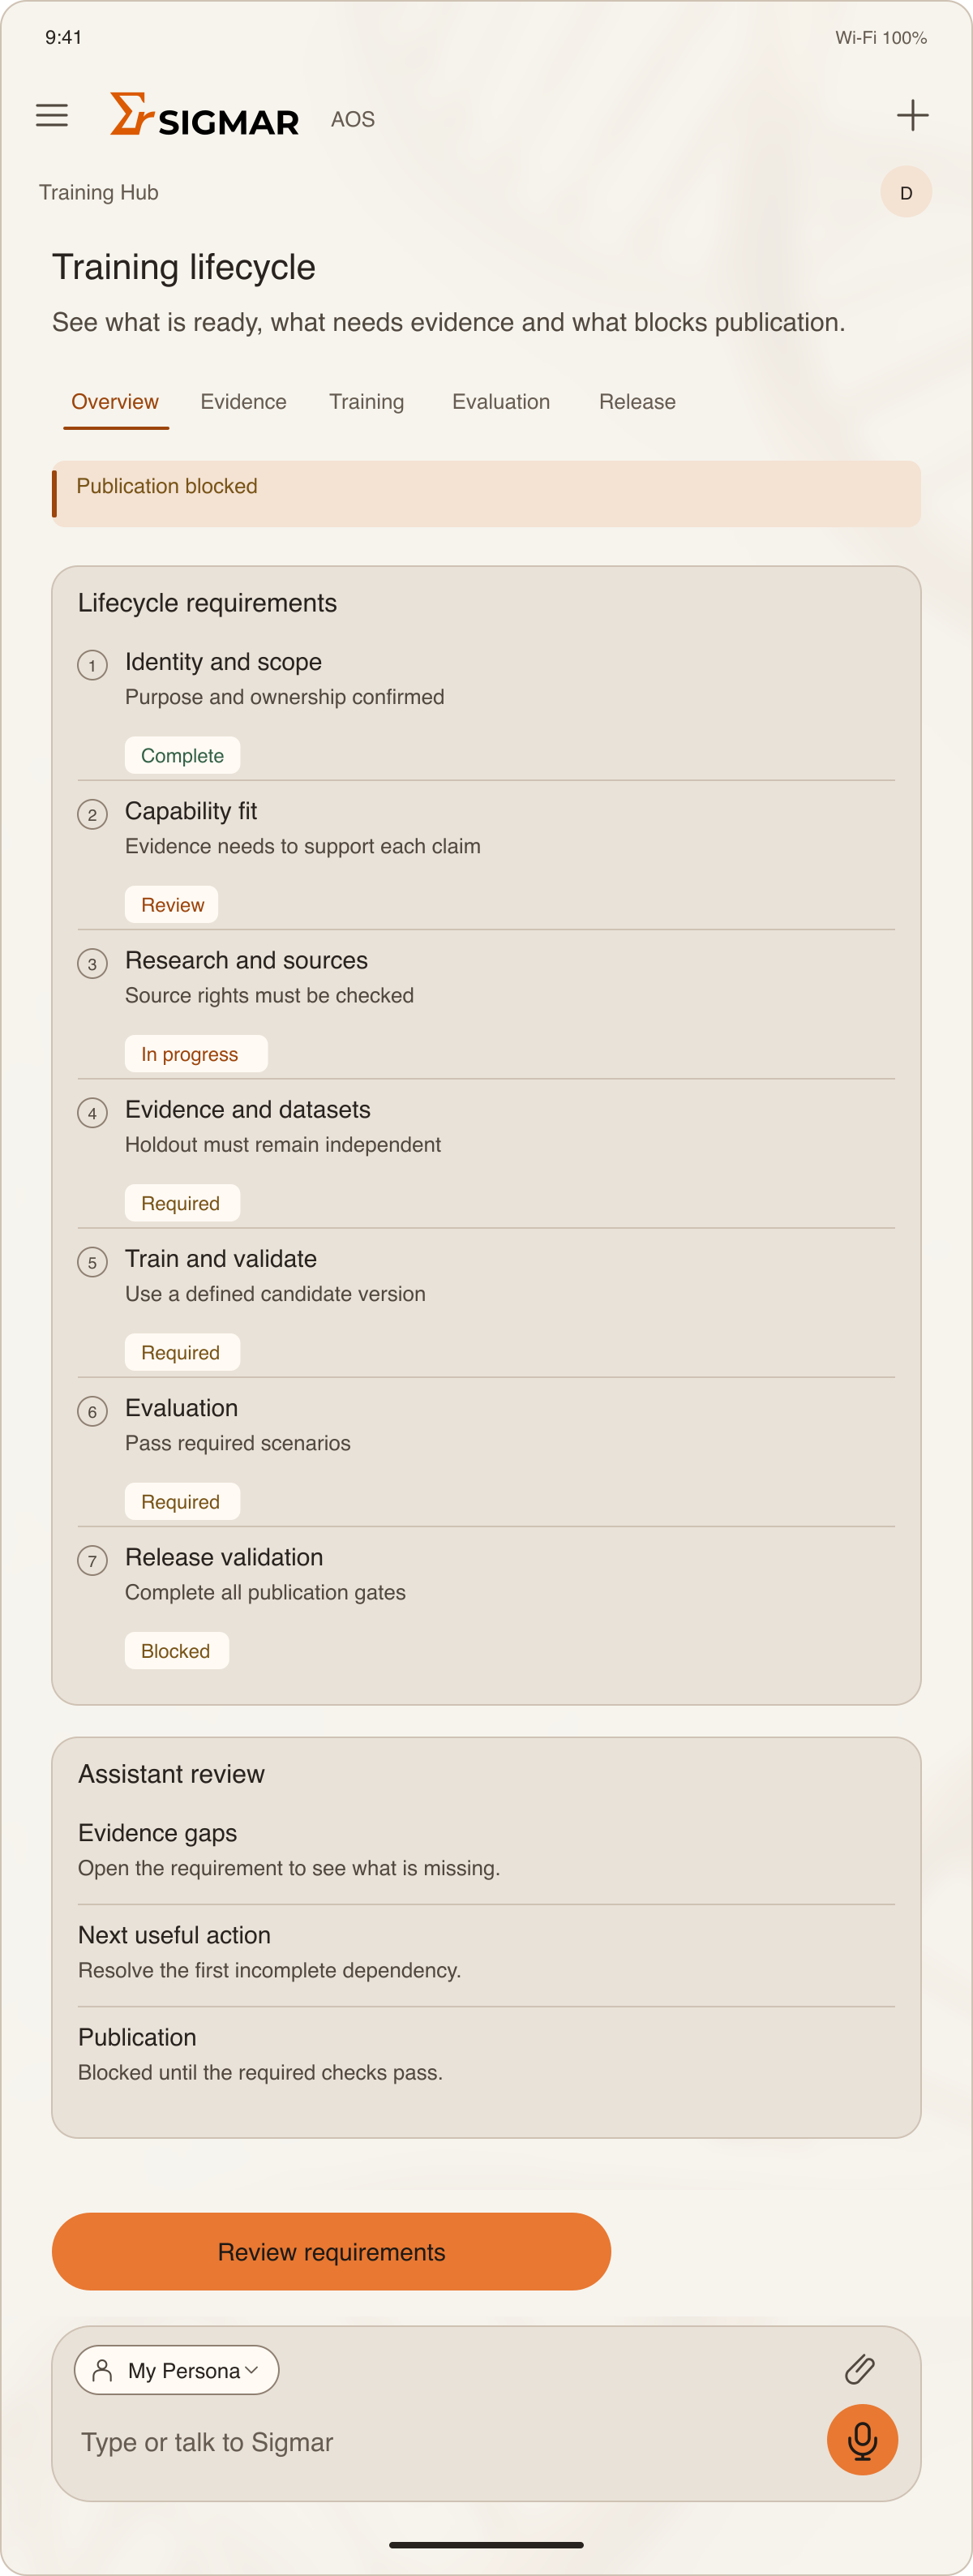 9:41
Wi-Fi 100%
Σr SIGMAR AOS
Training Hub
D
Training lifecycle
See what is ready, what needs evidence and what blocks publication.
Overview Evidence Training Evaluation Release
Publication blocked
Lifecycle requirements
1 Identity and scope
Purpose and ownership confirmed
Complete
2 Capability fit
Evidence needs to support each claim
Review
3 Research and sources
Source rights must be checked
In progress
4 Evidence and datasets
Holdout must remain independent
Required
5 Train and validate
Use a defined candidate version
Required
6 Evaluation
Pass required scenarios
Required
7 Release validation
Complete all publication gates
Blocked
Assistant review
Evidence gaps
Open the requirement to see what is missing.
Next useful action
Resolve the first incomplete dependency.
Publication
Blocked until the required checks pass.
Review requirements
My Persona
Type or talk to Sigmar